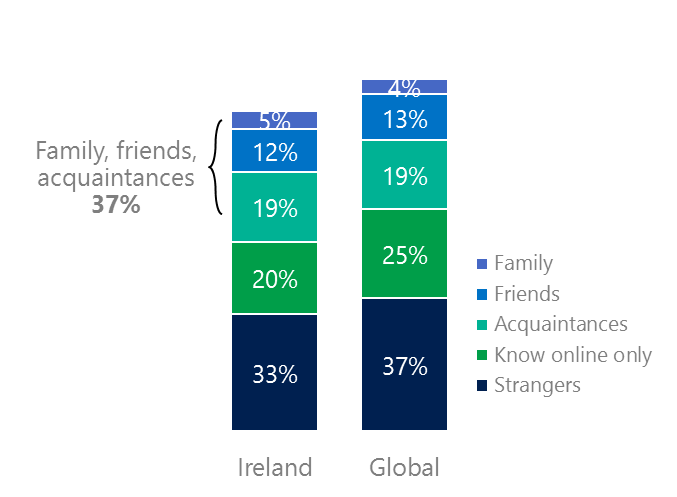 4%
5%
13%
Family, friends,
acquaintances
37%
12%
19%
19%
20%
25%
33%
37%
Family
Friends
Acquaintances
Know online only
Strangers
Ireland
Global